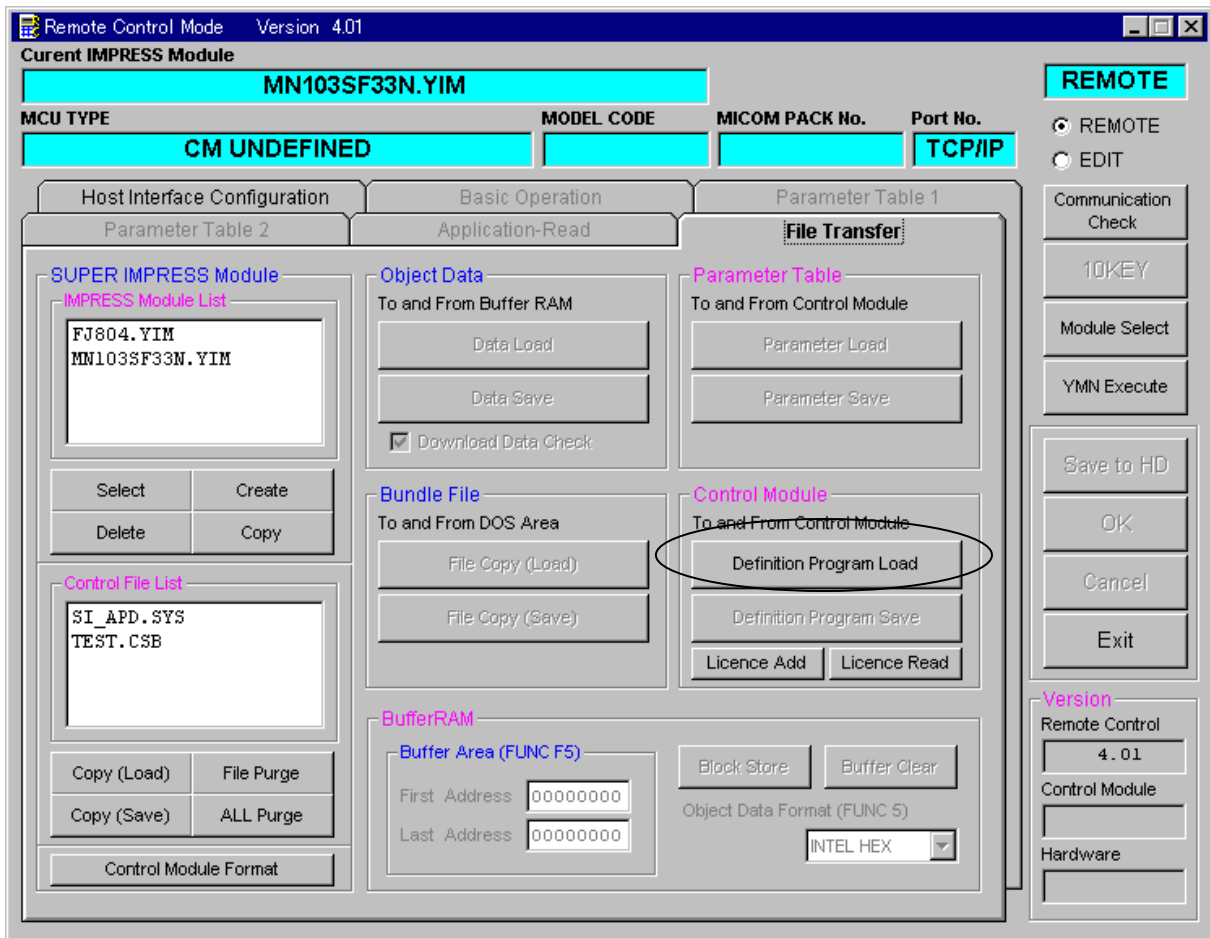 Remote Control Mode Version 4.01
Curent IMPRESS Module
MN103SF33N.YIM
REMOTE
MCU TYPE
MODEL CODE
MICOM PACK No.
Port No.
CM UNDEFINED
TCP/IP
REMOTE
EDIT
Host Interface Configuration
Basic Operation
Parameter Table 1
Parameter Table 2
Application-Read
File Transfer
Communication
Check
10KEY
Module Select
YMN Execute
Save to HD
OK
Cancel
Exit
SUPER IMPRESS Module
IMPRESS Module List
FJ804.YIM
MN103SF33N.YIM
Select
Create
Delete
Copy
Control File List
SI_APD.SYS
TEST.CSB
Copy (Load)
File Purge
Copy (Save)
ALL Purge
Control Module Format
Object Data
To and From Buffer RAM
Data Load
Data Save
Download Data Check
Parameter Table
To and From Control Module
Parameter Load
Parameter Save
Bundle File
To and From DOS Area
File Copy (Load)
File Copy (Save)
Control Module
To and From Control Module
Definition Program Load
Definition Program Save
Licence Add
Licence Read
BufferRAM
Buffer Area (FUNC F5)
First Address
00000000
Last Address
00000000
Block Store
Buffer Clear
Object Data Format (FUNC 5)
INTEL HEX
Version
Remote Control
4.01
Control Module
Hardware